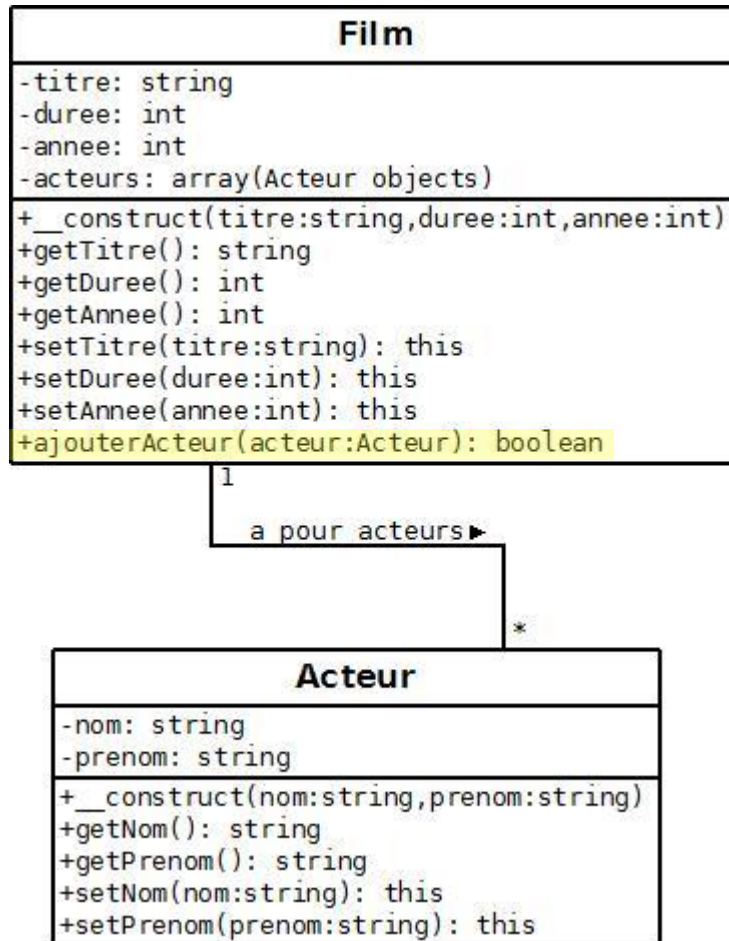 Film
-titre: string
-duree: int
-annee: int
-acteurs: array(Acteur objects)
+__construct(titre:string,duree:int,annee:int)
+getTitre(): string
+getDuree(): int
+getAnnee(): int
+setTitre(titre:string): this
+setDuree(duree:int): this
+setAnnee(annee:int): this
+ajouterActeur(acteur:Acteur): boolean
1
a pour acteurs▶
*
Acteur
-nom: string
-prenom: string
+__construct(nom:string,prenom:string)
+getNom(): string
+getPrenom(): string
+setNom(nom:string): this
+setPrenom(prenom:string): this